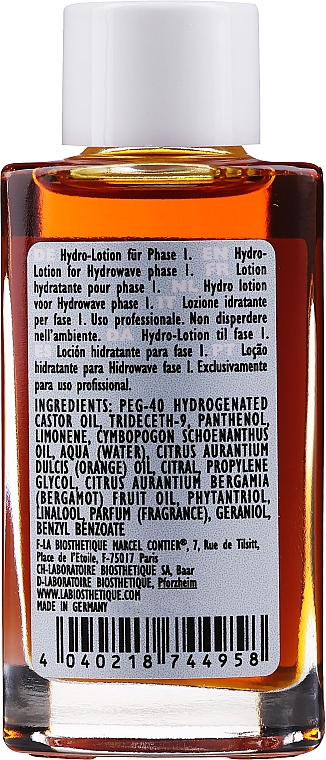 DE Hydro-Lotion für Phase I. EN Hydro-
Lotion for Hydrowave phase I. FR Lotion
hydratante pour phase I. NL Hydro lotion
voor Hydrowave phase I. IT Lozione idratante
per fase I. Uso professionale. Non disperdere
nell'ambiente. DA Hydro-Lotion til fase I.
ES Loción hidratante para fase I. PT Loção
hidratante para Hidrowave fase I. Exclusivamente
para uso profissional.
INGREDIENTS: PEG-40 HYDROGENATED
CASTOR OIL, TRIDECETH-9, PANTHENOL,
LIMONENE, CYMBOPOGON SCHOENANTHUS
OIL, AQUA (WATER), CITRUS AURANTIUM
DULCIS (ORANGE) OIL, CITRAL, PROPYLENE
GLYCOL, CITRUS AURANTIUM BERGAMIA
(BERGAMOT) FRUIT OIL, PHYTANTRIOL,
LINALOOL, PARFUM (FRAGRANCE), GERANIOL,
BENZYL BENZOATE
F-LA BIOSTHETIQUE MARCEL CONTIER®, 7, Rue de Tilsitt,
Place de l'Etoile, F-75017 Paris
CH-LABORATOIRE BIOSTHETIQUE SA, Baar
D-LABORATOIRE BIOSTHETIQUE, Pforzheim
WWW.LABIOSTHETIQUE.COM
MADE IN GERMANY
4 040218 744958